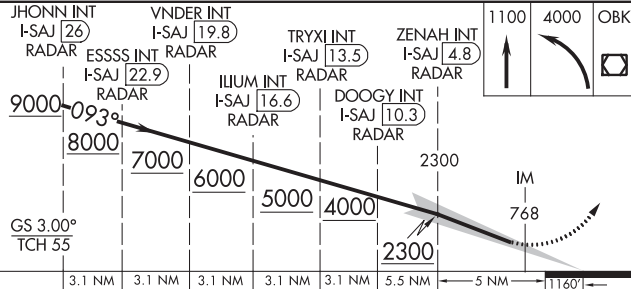 JHONN INT
I-SAJ 26
RADAR
ESSSS INT
I-SAJ 22.9
RADAR
VNDER INT
I-SAJ 19.8
RADAR
ILIUM INT
I-SAJ 16.6
RADAR
TRYXI INT
I-SAJ 13.5
RADAR
DOOGY INT
I-SAJ 10.3
RADAR
ZENAH INT
I-SAJ 4.8
RADAR
1100
4000
OBK
9000
093°
8000
7000
6000
5000
4000
2300
2300
IM
768
GS 3.00°
TCH 55
3.1 NM
3.1 NM
3.1 NM
3.1 NM
3.1 NM
5.5 NM
5 NM
1160'